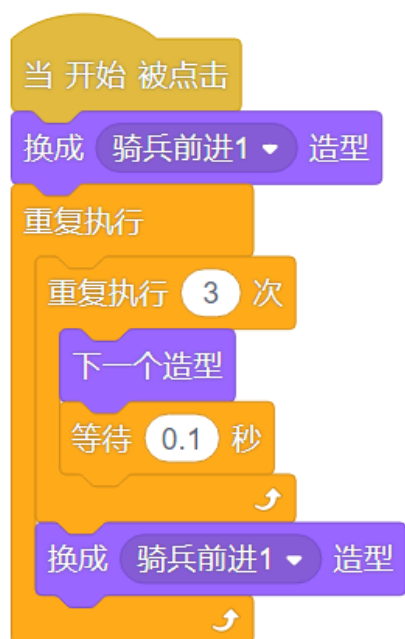 当 开始 被点击
换成 骑兵前进1 造型
重复执行
重复执行 3 次
下一个造型
等待 0.1 秒
换成 骑兵前进1 造型